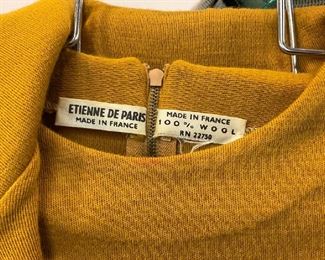 ETIENNE DE PARIS
MADE IN FRANCE
MADE IN FRANCE
100% WOOL
RN 22750